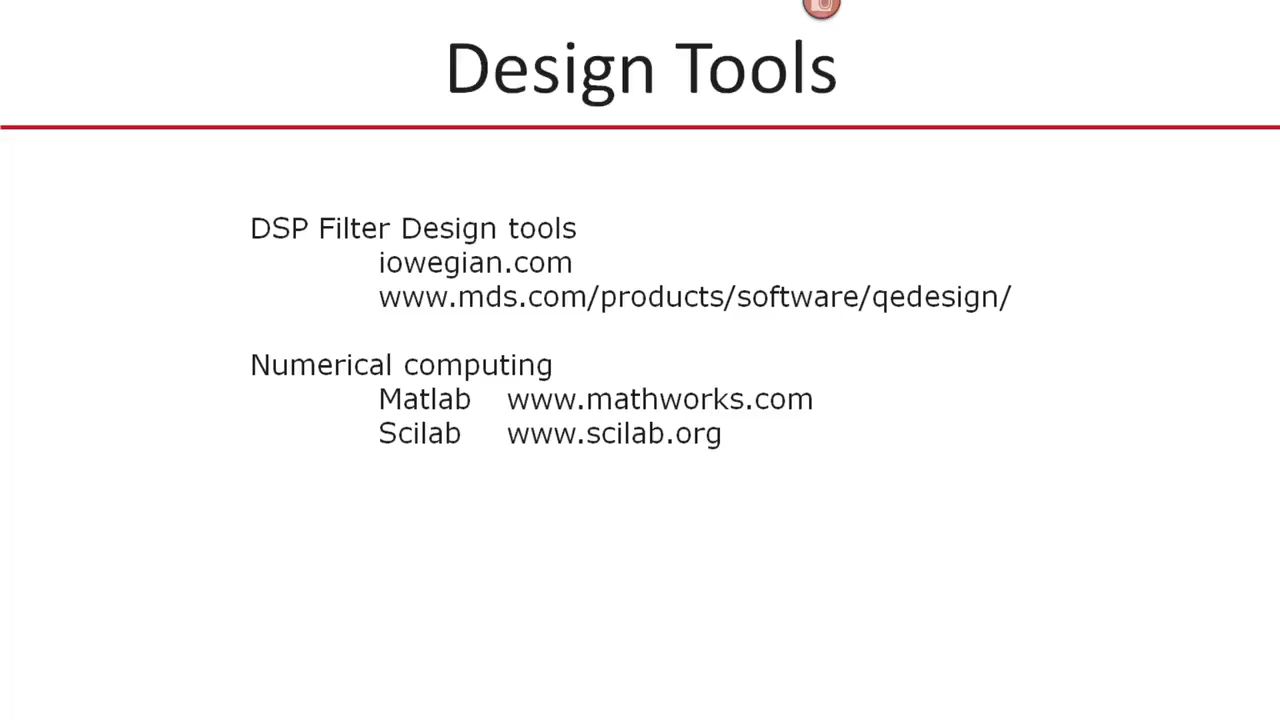 Design Tools
DSP Filter Design tools
iowegian.com
www.mds.com/products/software/qedesign/
Numerical computing
Matlab www.mathworks.com
Scilab www.scilab.org